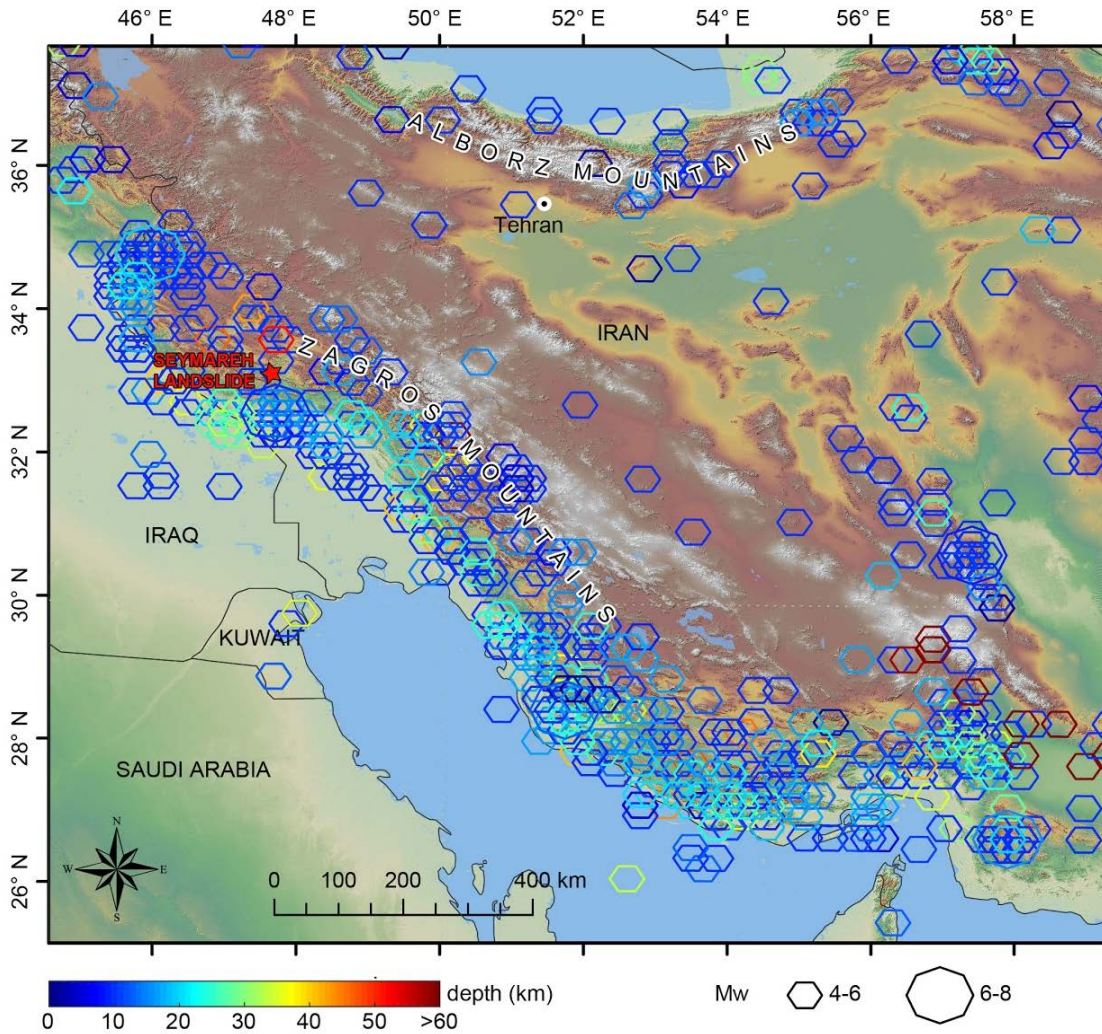 46° E
48° E
50° E
52° E
54° E
56° E
58° E
36° N
34° N
32° N
30° N
28° N
26° N
ALBORZ MOUNTAINS
Tehran
IRAN
ZAGROS MOUNTAINS
SEYMAREH
LANDSLIDE
IRAQ
KUWAIT
SAUDI ARABIA
N
W
E
S
0 100 200 400 km
depth (km)
0 10 20 30 40 50 >60
Mw 4-6 6-8